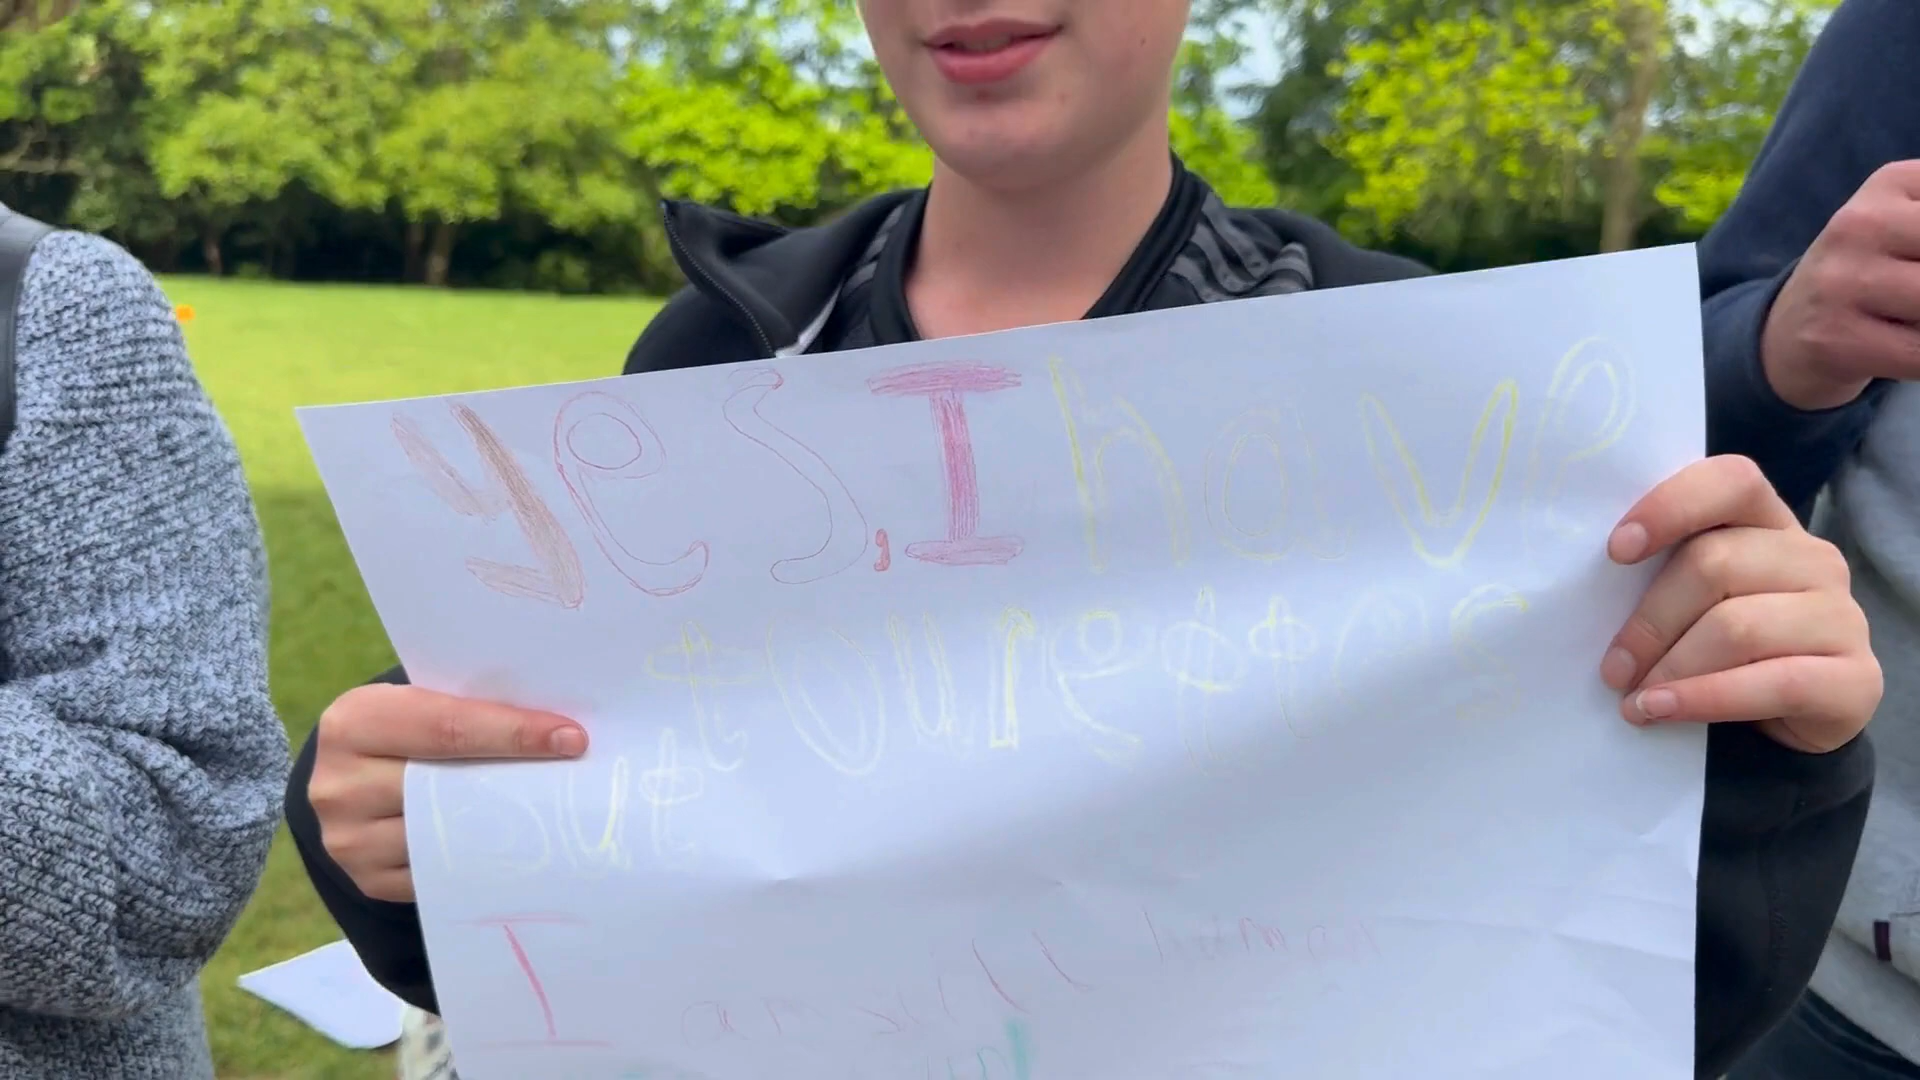 yes, I have
tourettes
But
I am still human